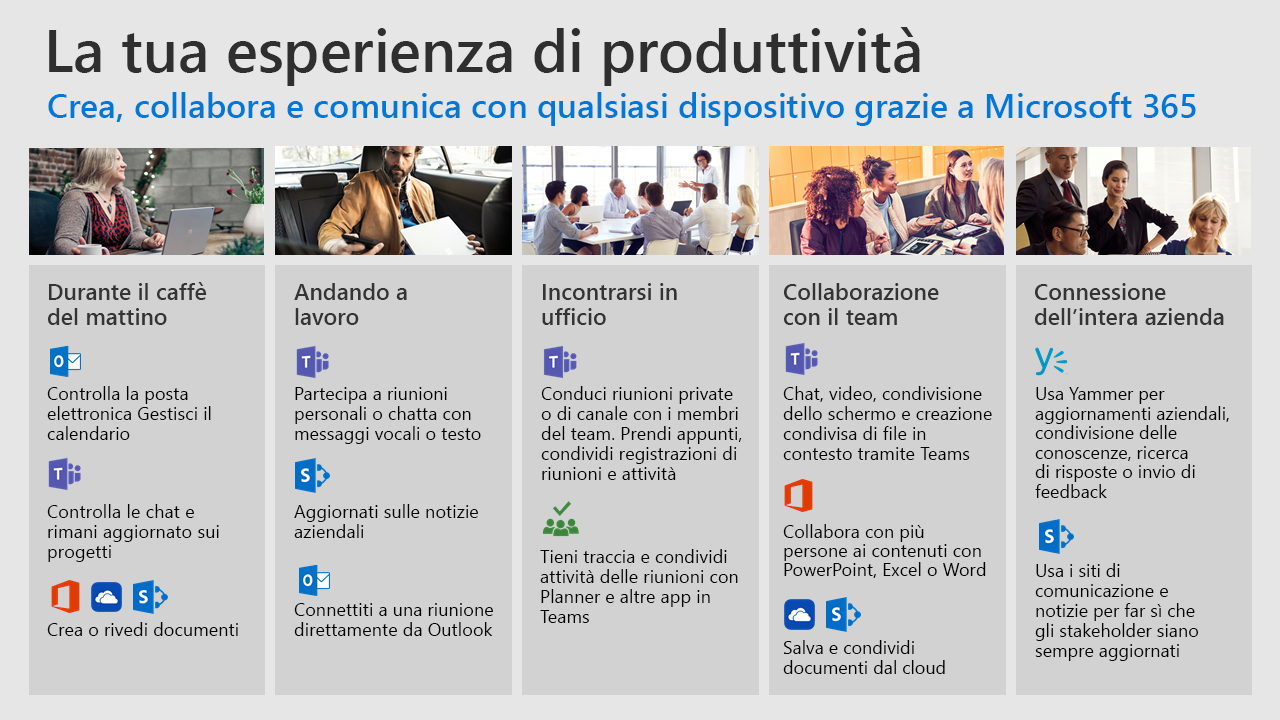 La tua esperienza di produttività
Crea, collabora e comunica con qualsiasi dispositivo grazie a Microsoft 365
Durante il caffè
del mattino
Controlla la posta
elettronica Gestisci il
calendario
Controlla le chat e
rimani aggiornato sui
progetti
Crea o rivedi documenti
Andando a
lavoro
Partecipa a riunioni
personali o chatta con
messaggi vocali o testo
Aggiornati sulle notizie
aziendali
Connettiti a una riunione
direttamente da Outlook
Incontrarsi in
ufficio
Conduci riunioni private
o di canale con i membri
del team. Prendi appunti,
condividi registrazioni di
riunioni e attività
Tieni traccia e condividi
attività delle riunioni con
Planner e altre app in
Teams
Collaborazione
con il team
Chat, video, condivisione
dello schermo e creazione
condivisa di file in
contesto tramite Teams
Collabora con più
persone ai contenuti con
PowerPoint, Excel o Word
Salva e condividi
documenti dal cloud
Connessione
dell'intera azienda
Usa Yammer per
aggiornamenti aziendali,
condivisione delle
conoscenze, ricerca
di risposte o invio di
feedback
Usa i siti di
comunicazione e
notizie per far sì che
gli stakeholder siano
sempre aggiornati